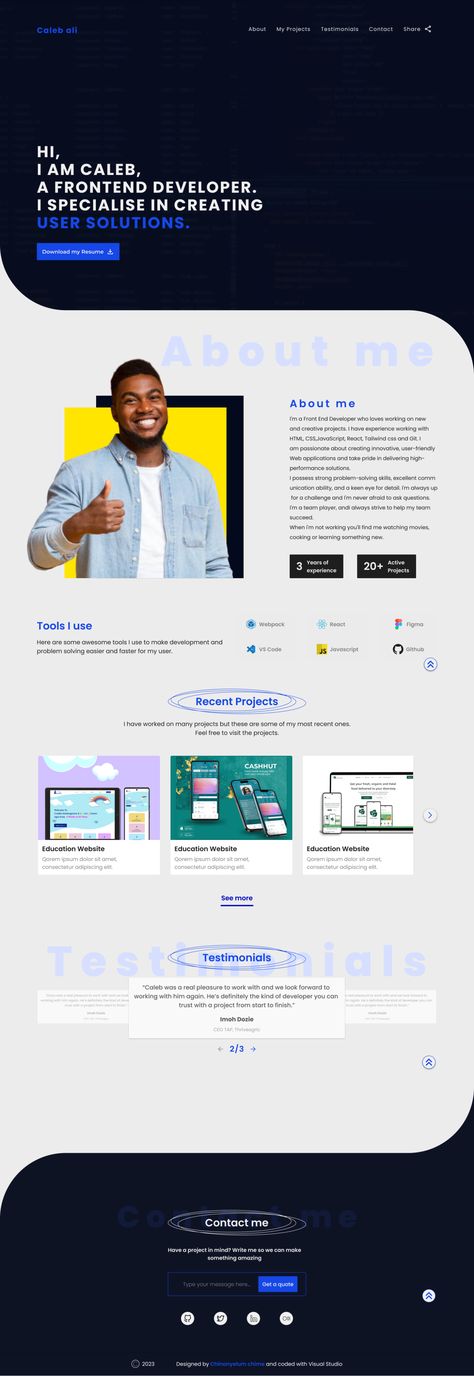 Caleb ali
About My Projects Testimonials Contact Share
HI,
I AM CALEB,
A FRONTEND DEVELOPER.
I SPECIALISE IN CREATING
USER SOLUTIONS.
Download my Resume
About me
About me
I'm a Front End Developer who loves working on new
and creative projects. I have experience working with
HTML, CSS,JavaScript, React, Tailwind css and Git. I
am passionate about creating innovative, user-friendly
Web applications and take pride in delivering high-
performance solutions.
I possess strong problem-solving skills, excellent comm
unication ability, and a keen eye for detail. I'm always up
for a challenge and I'm never afraid to ask questions.
I'm a team player, andi always strive to help my team
succeed.
When I'm not working you'll find me watching movies,
cooking or learning something new.
3 Years of
experience
20+ Active
Projects
Tools I use
Here are some awesome tools I use to make development and
problem solving easier and faster for my user.
Webpack React Figma
VS Code Javascript Github
JS
Recent Projects
I have worked on many projects but these are some of my most recent ones.
Feel free to visit the projects.
CASHHUT
Education Website
Qorem ipsum dolor sit amet,
consectetur adipiscing elit.
Education Website
Qorem ipsum dolor sit amet,
consectetur adipiscing elit.
Education Website
Qorem ipsum dolor sit amet,
consectetur adipiscing elit.
See more
Testimonials
Testimonials
"Caleb was a real pleasure to work with and we look forward to
working with him again. He's definitely the kind of developer you can
trust with a project from start to finish."
Imoh Dozie
CEO TAF, Thriveagric
2/3
Contact me
Contact me
Have a project in mind? Write me so we can make
something amazing
Type your message here...
Get a quote
© 2023 Designed by Chinonyelum chime and coded with Visual Studio